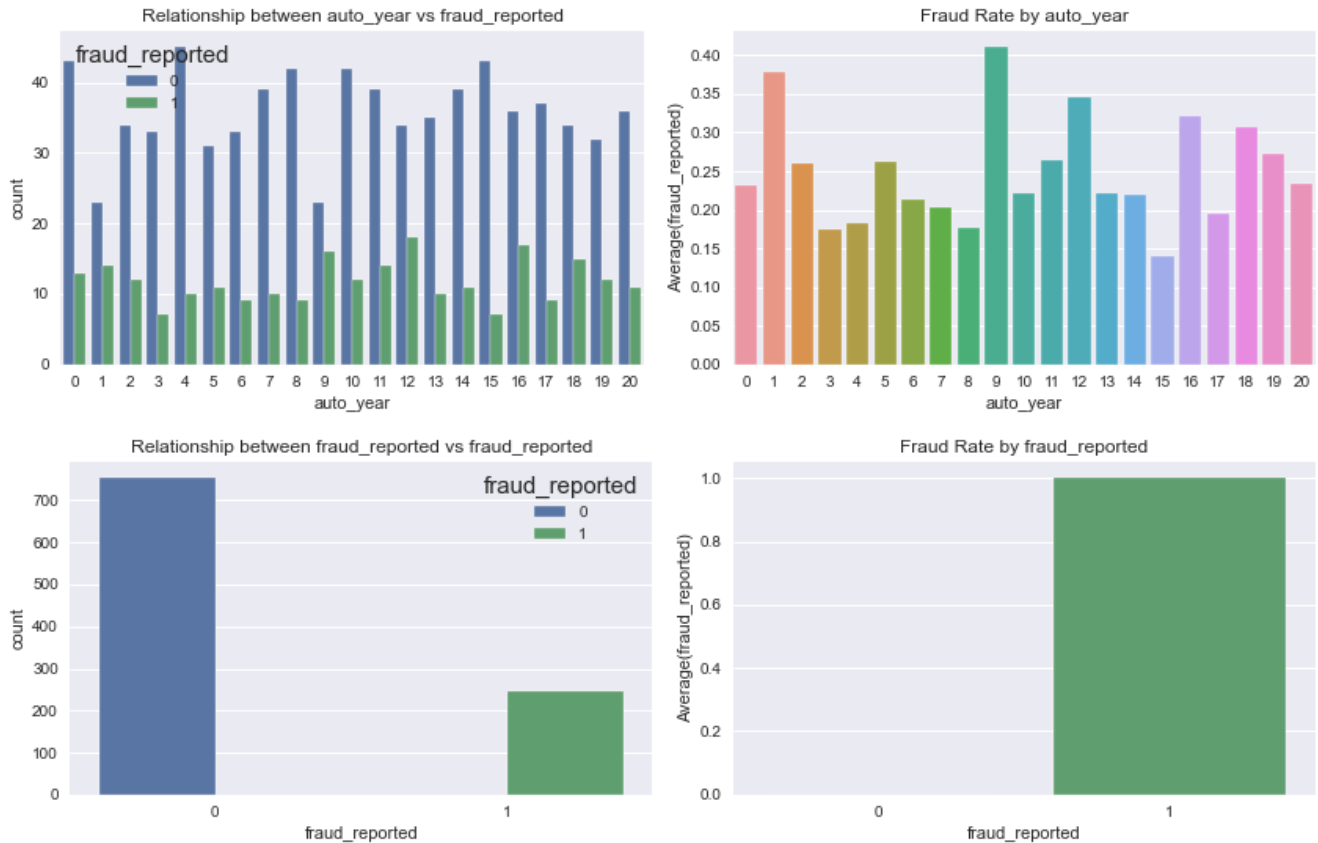 Relationship between auto_year vs fraud_reported
fraud_reported
0
1
40
30
20
10
0
count
0 1 2 3 4 5 6 7 8 9 10 11 12 13 14 15 16 17 18 19 20
auto_year
Fraud Rate by auto_year
0.40
0.35
0.30
0.25
0.20
0.15
0.10
0.05
0.00
Average(fraud_reported)
0 1 2 3 4 5 6 7 8 9 10 11 12 13 14 15 16 17 18 19 20
auto_year
Relationship between fraud_reported vs fraud_reported
fraud_reported
0
1
700
600
500
400
300
200
100
0
count
0 1
fraud_reported
Fraud Rate by fraud_reported
1.0
0.8
0.6
0.4
0.2
0.0
Average(fraud_reported)
0 1
fraud_reported